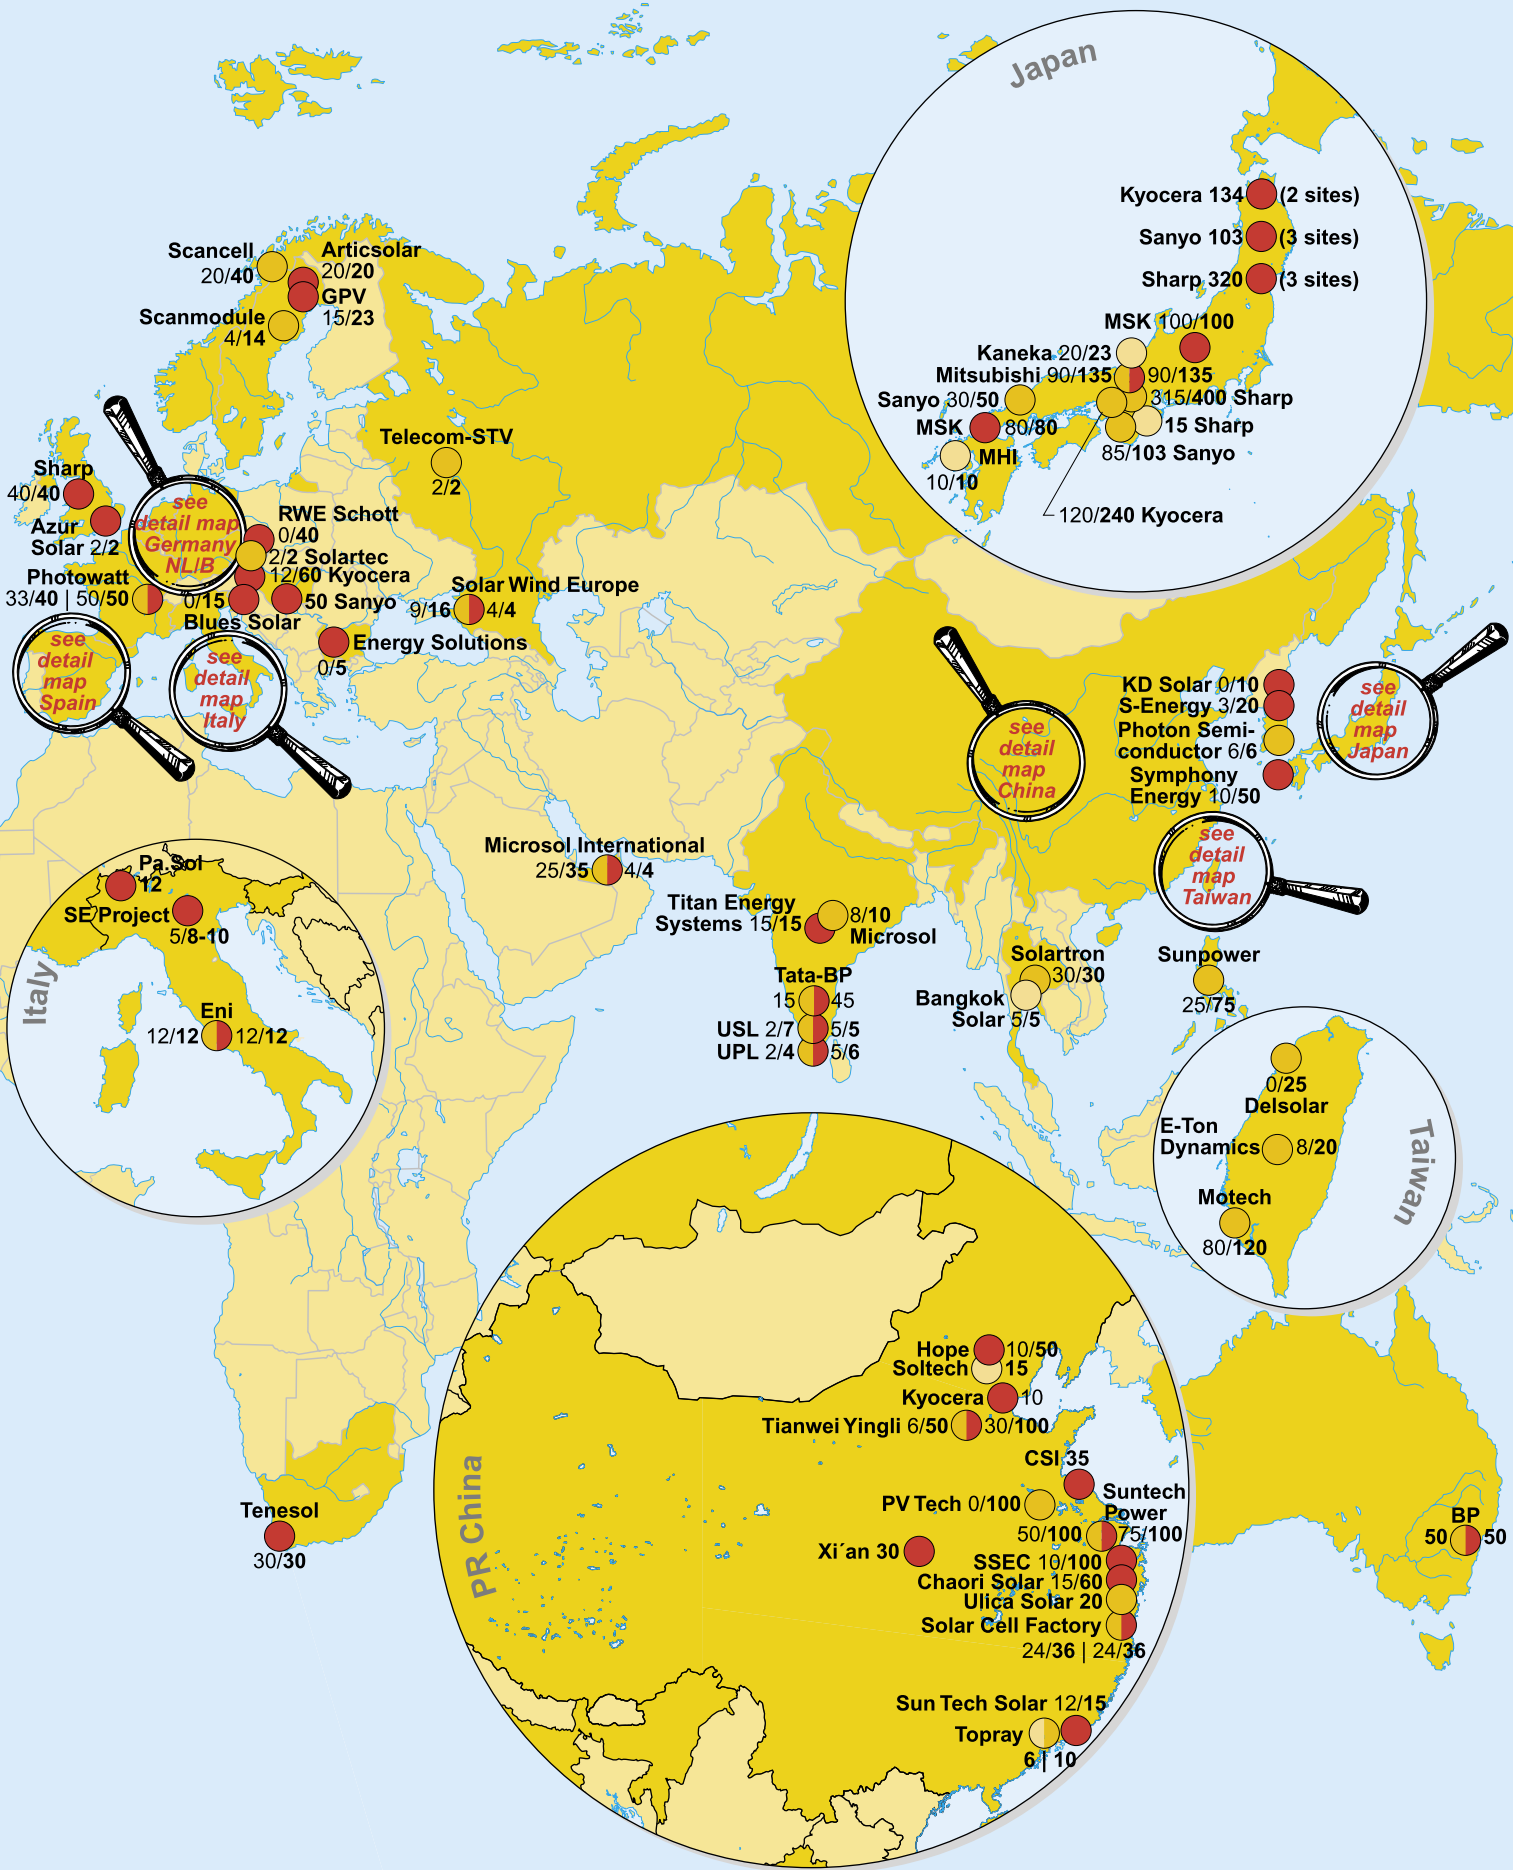 Japan
Kyocera 134 (2 sites)
Sanyo 103 (3 sites)
Sharp 320 (3 sites)
MSK 100/100
Kaneka 20/23
Mitsubishi 90/135 90/135
Sanyo 30/50
315/400 Sharp
MSK 80/80
15 Sharp
MHI
10/10
85/103 Sanyo
120/240 Kyocera
Scancell
20/40
Articsolar
20/20
GPV
15/23
Scanmodule
4/14
Telecom-STV
2/2
Sharp
40/40
Azur
Solar 2/2
see
detail map
Germany
NL/B
RWE Schott
0/40
2/2 Solartec
12/60 Kyocera
Photowatt
33/40 | 50/50
0/15
Blues Solar
50 Sanyo
Solar Wind Europe
9/16 4/4
Energy Solutions
0/5
see
detail
map
Spain
see
detail
map
Italy
see
detail
map
China
KD Solar 0/10
S-Energy 3/20
Photon Semi-
conductor 6/6
Symphony
Energy 10/50
see
detail
map
Japan
see
detail
map
Taiwan
Microsol International
25/35 4/4
Titan Energy
Systems 15/15
8/10
Microsol
Tata-BP
15 45
USL 2/7 5/5
UPL 2/4 5/6
Solartron
30/30
Bangkok
Solar 5/5
Sunpower
25/75
Italy
Pa.Sol
12
SE Project
5/8-10
Eni
12/12 12/12
Taiwan
0/25
Delsolar
E-Ton
Dynamics 8/20
Motech
80/120
PR China
Hope 10/50
Soltech 15
Kyocera 10
Tianwei Yingli 6/50 30/100
CSI 35
PV Tech 0/100
Suntech
Power
50/100 75/100
Xi´an 30
SSEC 10/100
Chaori Solar 15/60
Ulica Solar 20
Solar Cell Factory
24/36 | 24/36
Sun Tech Solar 12/15
Topray
6 | 10
Tenesol
30/30
BP
50 50